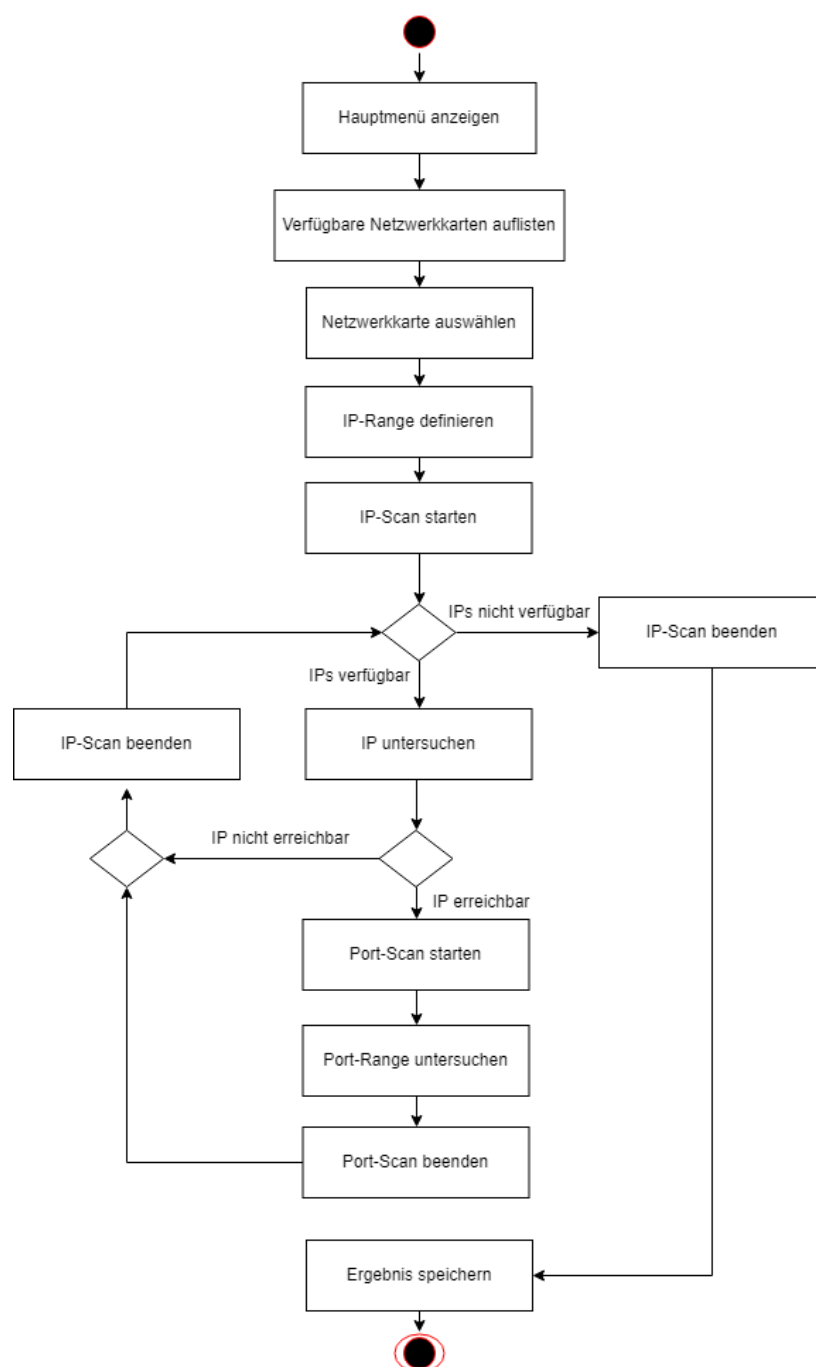 Hauptmenü anzeigen
Verfügbare Netzwerkkarten auflisten
Netzwerkkarte auswählen
IP-Range definieren
IP-Scan starten
IPs nicht verfügbar
IP-Scan beenden
IPs verfügbar
IP-Scan beenden
IP untersuchen
IP nicht erreichbar
IP erreichbar
Port-Scan starten
Port-Range untersuchen
Port-Scan beenden
Ergebnis speichern